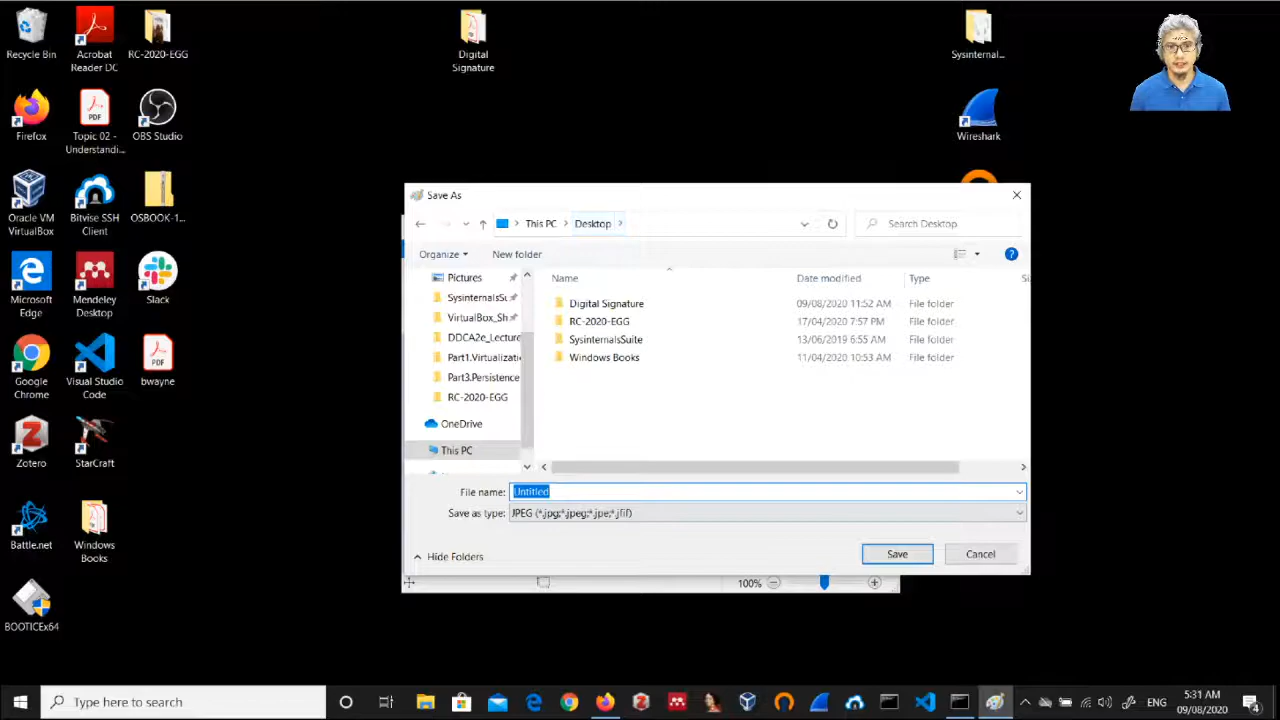 Recycle Bin
Acrobat
Reader DC
RC-2020-EGG
Digital
Signature
Sysinternal...
Firefox
Topic 02 -
Understandi...
OBS Studio
Wireshark
Oracle VM
VirtualBox
Bitvise SSH
Client
OSBOOK-1...
Microsoft
Edge
Mendeley
Desktop
Slack
Google
Chrome
Visual Studio
Code
PDF
bwayne
Zotero
StarCraft
Battle.net
Windows
Books
BOOTICEx64
Save As
This PC > Desktop >
Search Desktop
Organize
New folder
Name
Date modified
Type
Pictures
VirtualBox_Sh
DDCA2e_Lecture
Part1.Virtualizati
Part3.Persistence
RC-2020-EGG
OneDrive
This PC
Digital Signature 09/08/2020 11:52 AM File folder
RC-2020-EGG 17/04/2020 7:57 PM File folder
SysinternalsSuite 13/06/2019 6:55 AM File folder
Windows Books 11/04/2020 10:53 AM File folder
File name: Untitled
Save as type: JPEG (*.jpg;*.jpeg;*.jpe;*.jfif)
Hide Folders
Save
Cancel
100%
Type here to search
ENG
5:31 AM
09/08/2020
4